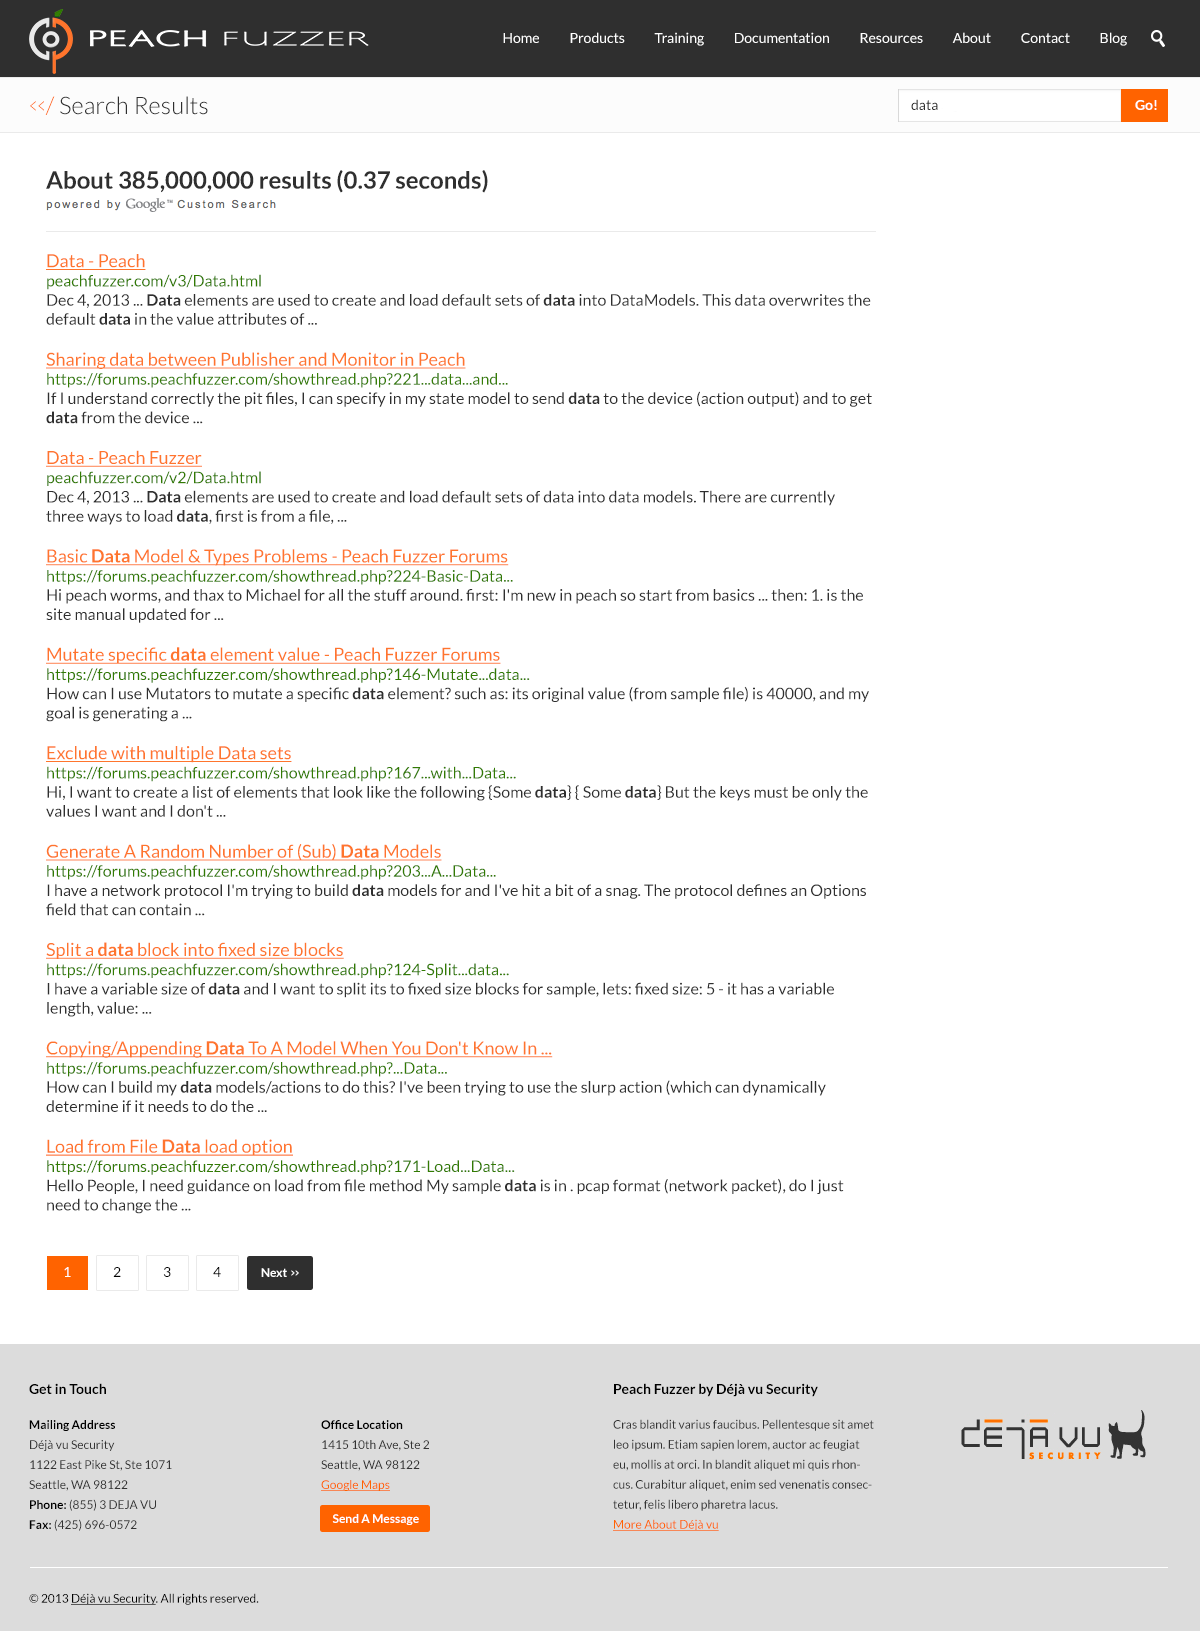 PEACH FUZZER
Home Products Training Documentation Resources About Contact Blog
<</ Search Results
data Go!
About 385,000,000 results (0.37 seconds)
powered by Google™ Custom Search
Data - Peach
peachfuzzer.com/v3/Data.html
Dec 4, 2013 ... Data elements are used to create and load default sets of data into DataModels. This data overwrites the
default data in the value attributes of ...
Sharing data between Publisher and Monitor in Peach
https://forums.peachfuzzer.com/showthread.php?221...data...and...
If I understand correctly the pit files, I can specify in my state model to send data to the device (action output) and to get
data from the device ...
Data - Peach Fuzzer
peachfuzzer.com/v2/Data.html
Dec 4, 2013 ... Data elements are used to create and load default sets of data into data models. There are currently
three ways to load data, first is from a file, ...
Basic Data Model & Types Problems - Peach Fuzzer Forums
https://forums.peachfuzzer.com/showthread.php?224-Basic-Data...
Hi peach worms, and thax to Michael for all the stuff around. first: I'm new in peach so start from basics ... then: 1. is the
site manual updated for ...
Mutate specific data element value - Peach Fuzzer Forums
https://forums.peachfuzzer.com/showthread.php?146-Mutate...data...
How can I use Mutators to mutate a specific data element? such as: its original value (from sample file) is 40000, and my
goal is generating a ...
Exclude with multiple Data sets
https://forums.peachfuzzer.com/showthread.php?167...with...Data...
Hi, I want to create a list of elements that look like the following {Some data} { Some data} But the keys must be only the
values I want and I don't ...
Generate A Random Number of (Sub) Data Models
https://forums.peachfuzzer.com/showthread.php?203...A...Data...
I have a network protocol I'm trying to build data models for and I've hit a bit of a snag. The protocol defines an Options
field that can contain ...
Split a data block into fixed size blocks
https://forums.peachfuzzer.com/showthread.php?124-Split...data...
I have a variable size of data and I want to split its to fixed size blocks for sample, lets: fixed size: 5 - it has a variable
length, value: ...
Copying/Appending Data To A Model When You Don't Know In ...
https://forums.peachfuzzer.com/showthread.php?...Data...
How can I build my data models/actions to do this? I've been trying to use the slurp action (which can dynamically
determine if it needs to do the ...
Load from File Data load option
https://forums.peachfuzzer.com/showthread.php?171-Load...Data...
Hello People, I need guidance on load from file method My sample data is in . pcap format (network packet), do I just
need to change the ...
1 2 3 4 Next >>
Get in Touch
Mailing Address
Déjà vu Security
1122 East Pike St, Ste 1071
Seattle, WA 98122
Phone: (855) 3 DEJA VU
Fax: (425) 696-0572
Office Location
1415 10th Ave, Ste 2
Seattle, WA 98122
Google Maps
Send A Message
Peach Fuzzer by Déjà vu Security
Cras blandit varius faucibus. Pellentesque sit amet
leo ipsum. Etiam sapien lorem, auctor ac feugiat
eu, mollis at orci. In blandit aliquet mi quis rhon-
cus. Curabitur aliquet, enim sed venenatis consec-
tetur, felis libero pharetra lacus.
More About Déjà vu
DEJA VU
SECURITY
© 2013 Déjà vu Security. All rights reserved.